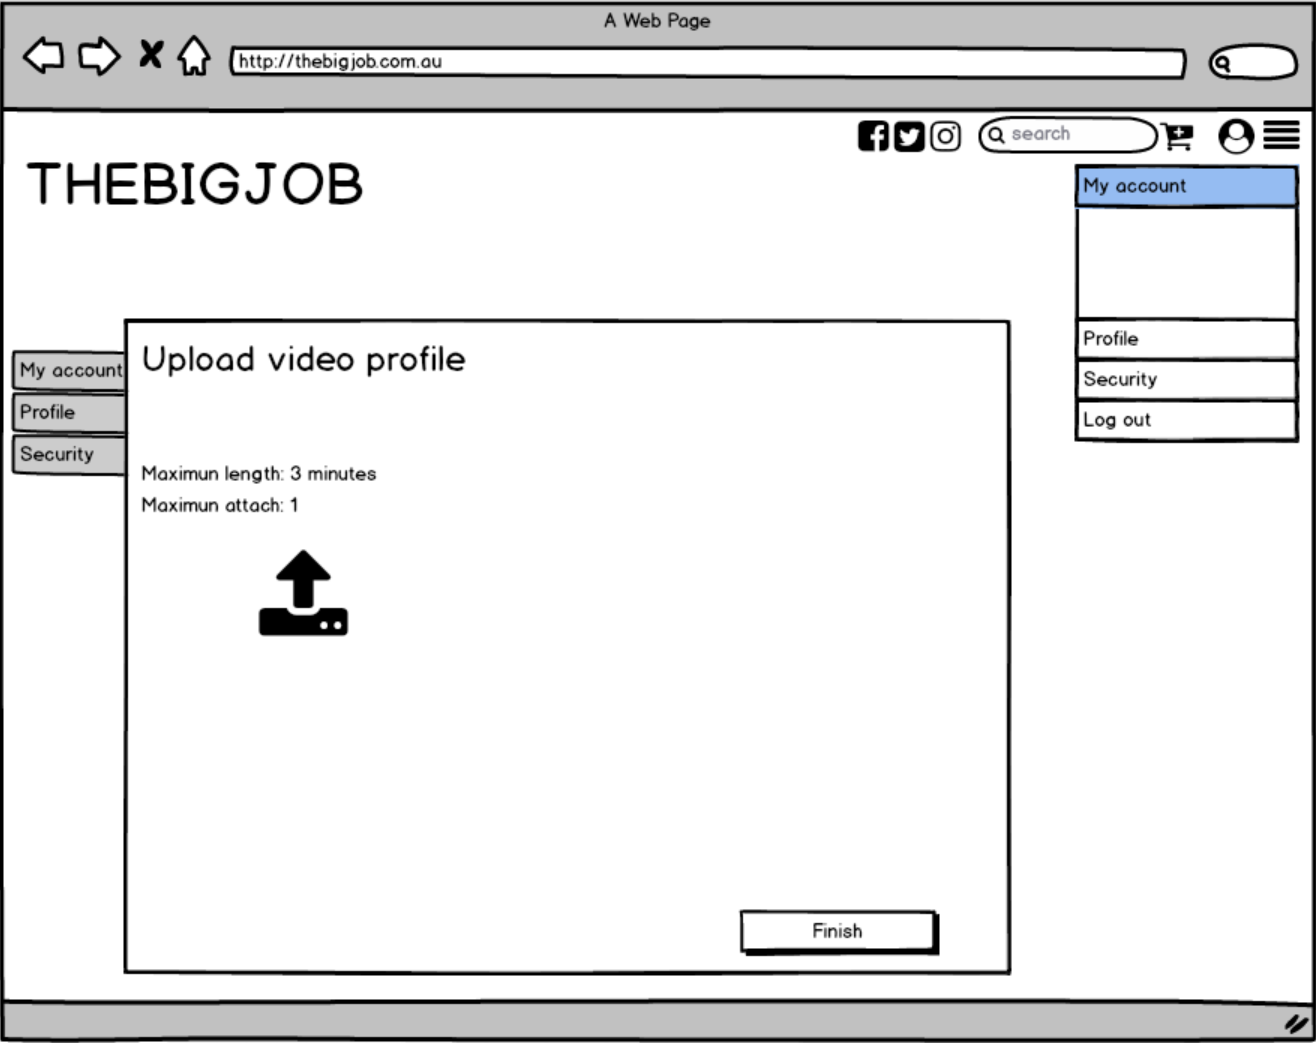 A Web Page
http://thebigjob.com.au
search
THEBIGJOB
My account
Profile
Security
Log out
My account
Profile
Security
Upload video profile
Maximun length: 3 minutes
Maximun attach: 1
Finish